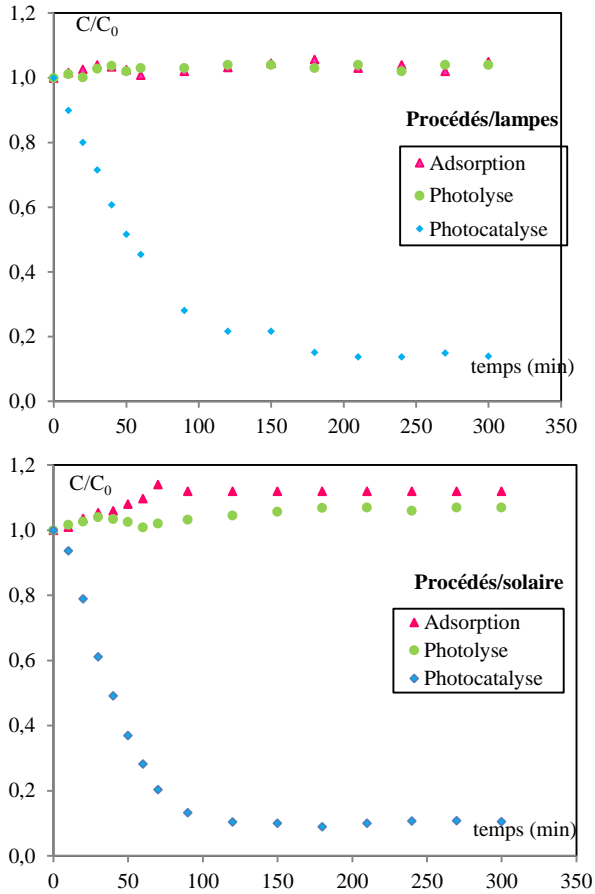 C/C0
1,2
1,0
0,8
0,6
0,4
0,2
0,0
Procédés/lampes
Adsorption
Photolyse
Photocatalyse
temps (min)
0 50 100 150 200 250 300 350
C/C0
1,2
1,0
0,8
0,6
0,4
0,2
0,0
Procédés/solaire
Adsorption
Photolyse
Photocatalyse
temps (min)
0 50 100 150 200 250 300 350